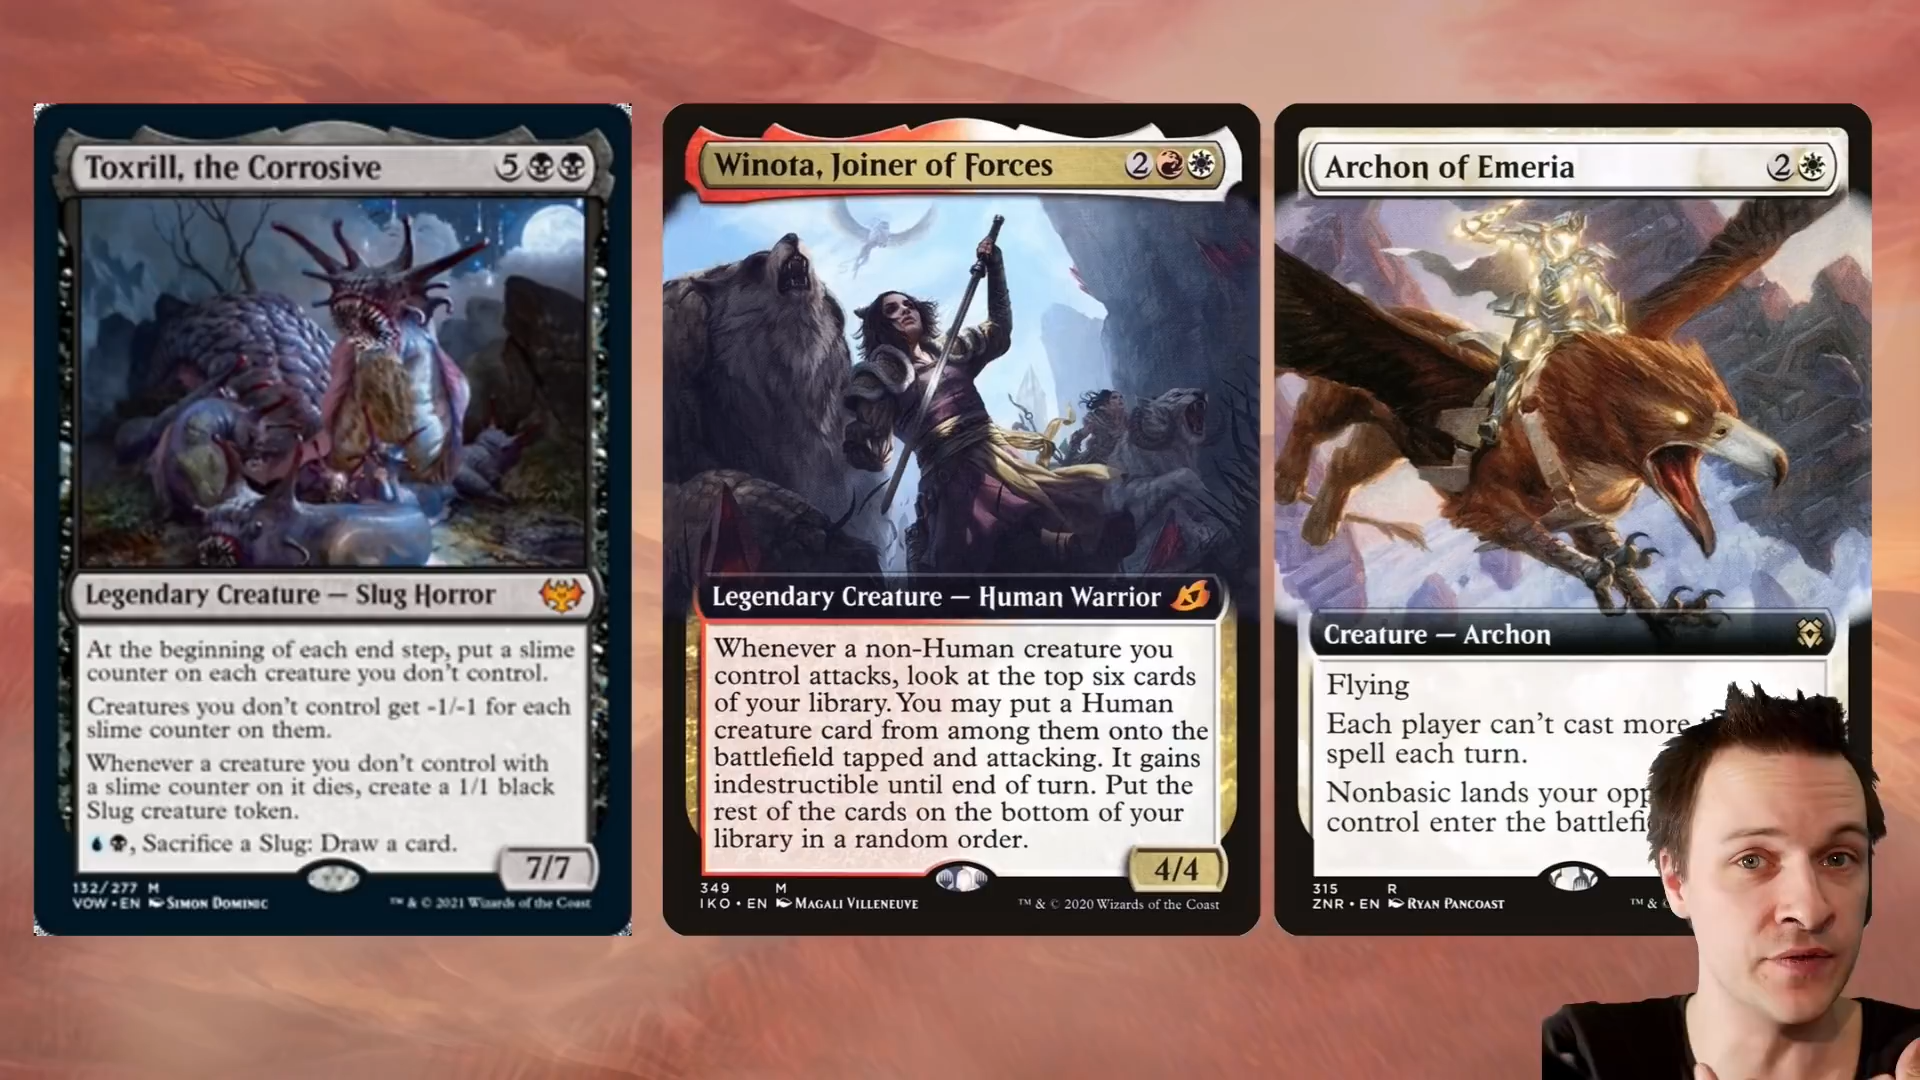 Toxrill, the Corrosive 5
Legendary Creature — Slug Horror
At the beginning of each end step, put a slime
counter on each creature you don't control.
Creatures you don't control get -1/-1 for each
slime counter on them.
Whenever a creature you don't control with
a slime counter on it dies, create a 1/1 black
Slug creature token.
, Sacrifice a Slug: Draw a card.
7/7
132/277 M
VOW • EN Simon Dominic
™ & © 2021 Wizards of the Coast
Winota, Joiner of Forces 2
Legendary Creature — Human Warrior
Whenever a non-Human creature you
control attacks, look at the top six cards
of your library. You may put a Human
creature card from among them onto the
battlefield tapped and attacking. It gains
indestructible until end of turn. Put the
rest of the cards on the bottom of your
library in a random order.
4/4
349 M
IKO • EN Magali Villeneuve
™ & © 2020 Wizards of the Coast
Archon of Emeria 2
Creature — Archon
Flying
Each player can't cast more
spell each turn.
Nonbasic lands your
control enter the
315 R
ZNR • EN Ryan Pancoast
™ &